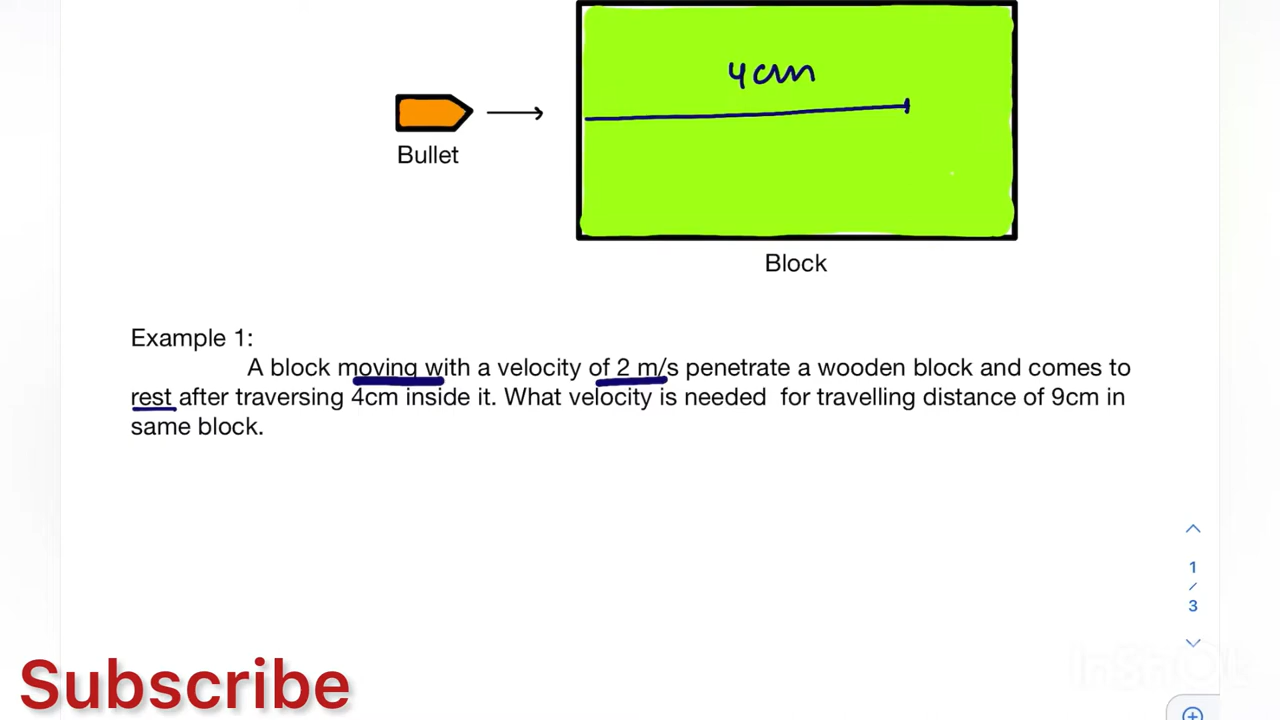 4cm
Bullet
Block
Example 1:
A block moving with a velocity of 2 m/s penetrate a wooden block and comes to
rest after traversing 4cm inside it. What velocity is needed for travelling distance of 9cm in
same block.
1
/
3
Subscribe
InShOt